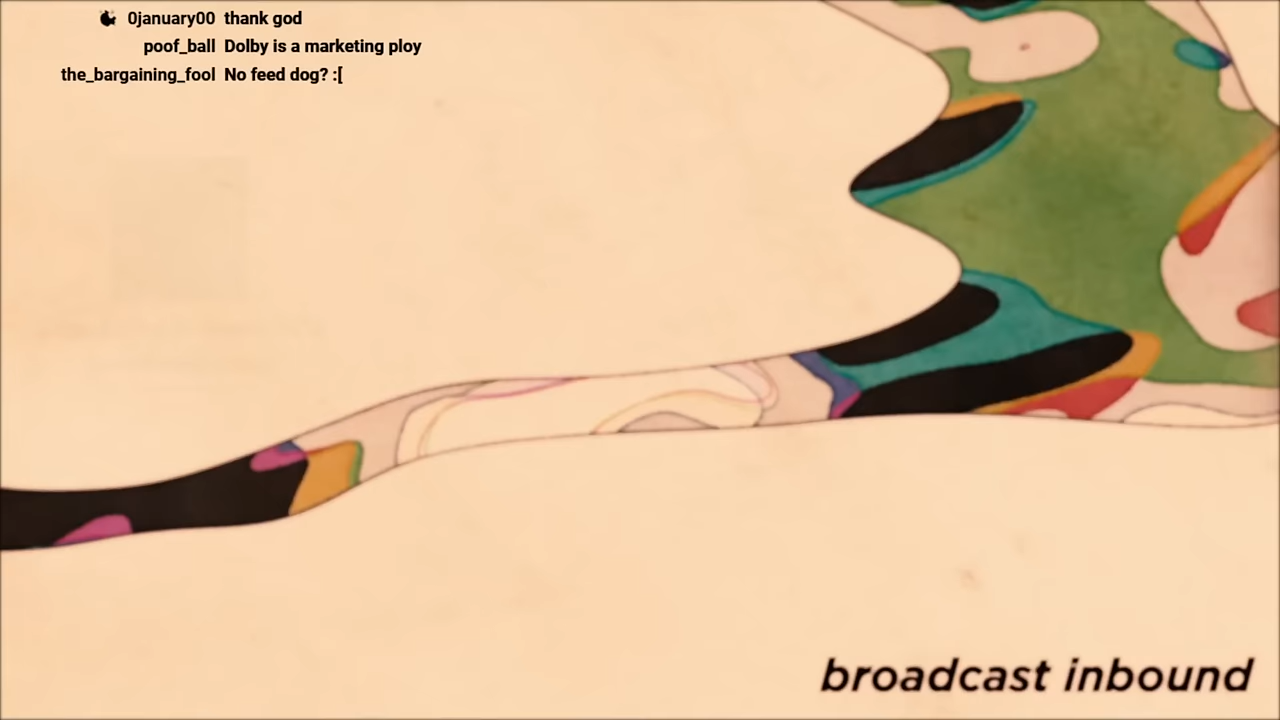 0january00 thank god
poof_ball Dolby is a marketing ploy
the_bargaining_fool No feed dog? :[
broadcast inbound